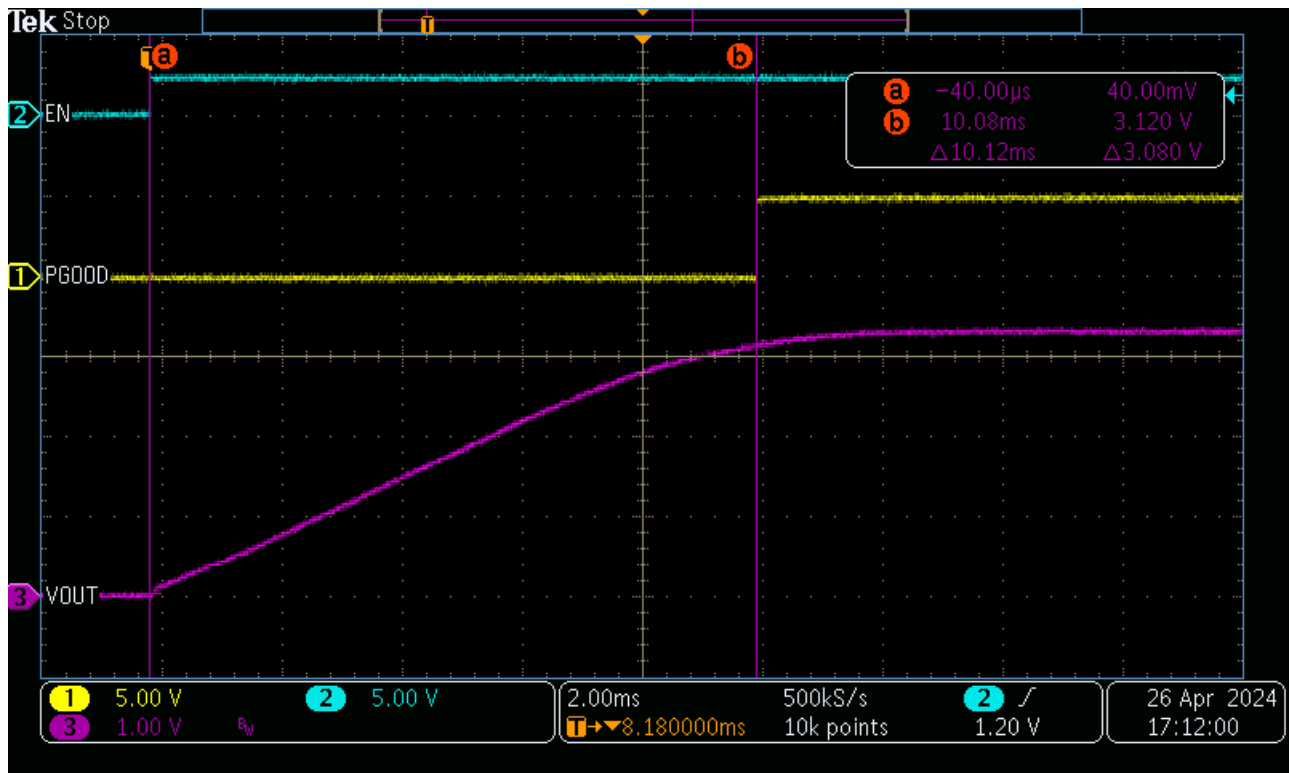 Tek Stop
T
T a b
a −40.00μs 40.00mV
b 10.08ms 3.120 V
△10.12ms △3.080 V
2 EN
1 PGOOD
3 VOUT
1 5.00 V 2 5.00 V
3 1.00 V BW
2.00ms 500kS/s 2
T→▼8.180000ms 10k points 1.20 V
26 Apr 2024
17:12:00